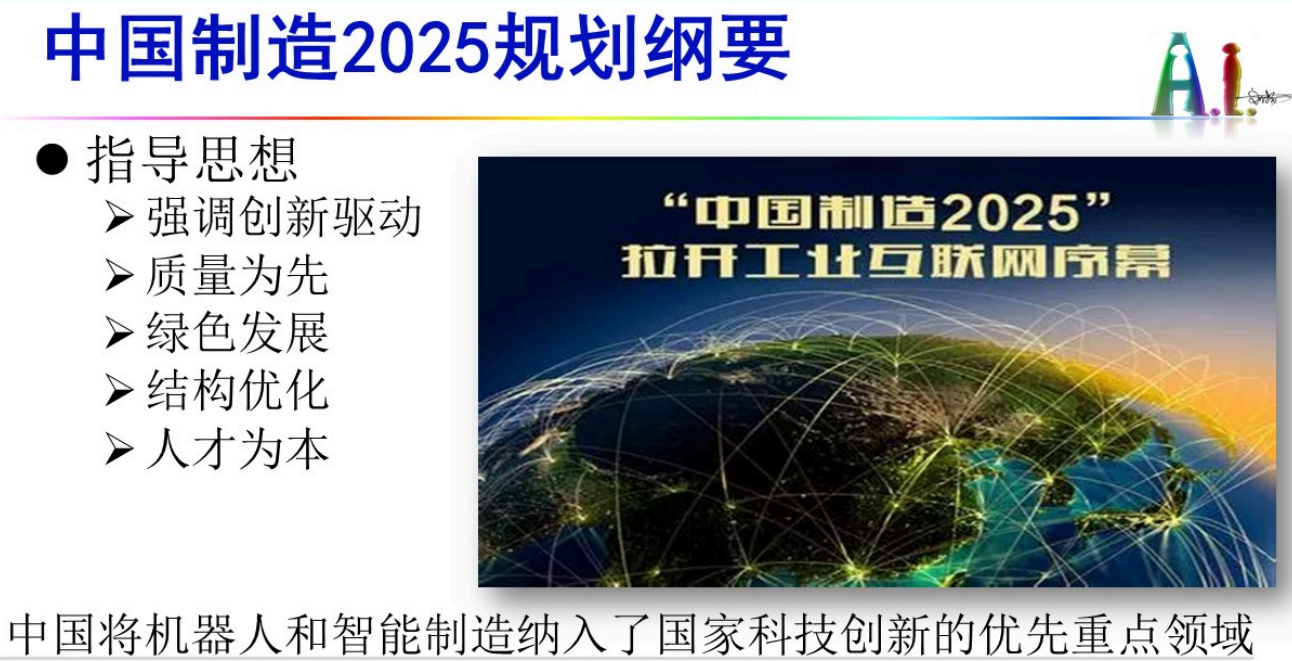 中国制造2025规划纲要
A.I.
● 指导思想
➢ 强调创新驱动
➢ 质量为先
➢ 绿色发展
➢ 结构优化
➢ 人才为本
“中国制造2025”
拉开工业互联网序幕
中国将机器人和智能制造纳入了国家科技创新的优先重点领域